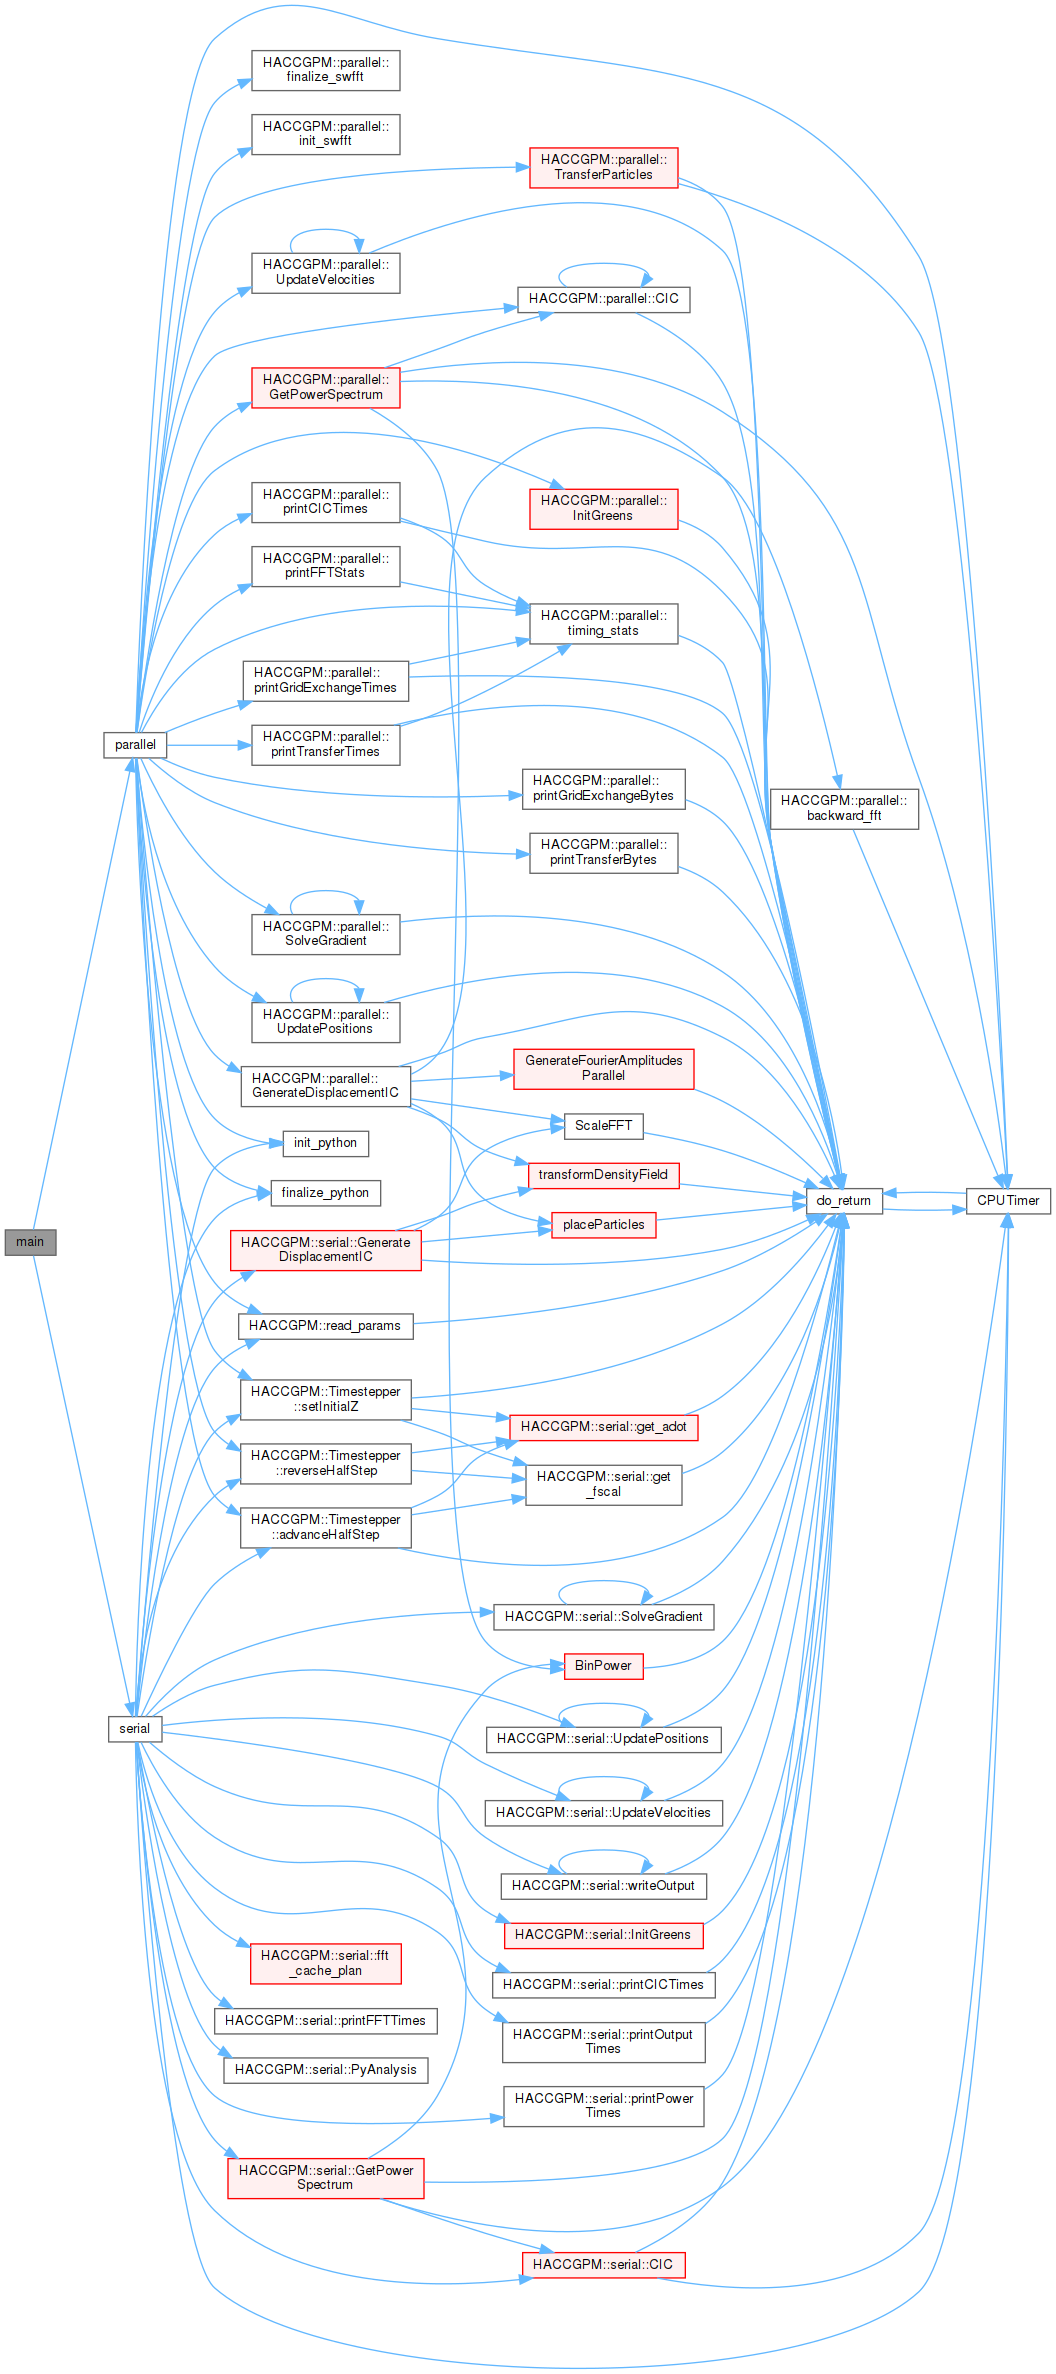 HACCGPM::parallel::
finalize_swfft
HACCGPM::parallel::
init_swfft
HACCGPM::parallel::
TransferParticles
HACCGPM::parallel::
UpdateVelocities
HACCGPM::parallel::CIC
HACCGPM::parallel::
GetPowerSpectrum
HACCGPM::parallel::
printCICTimes
HACCGPM::parallel::
InitGreens
HACCGPM::parallel::
printFFTStats
HACCGPM::parallel::
timing_stats
HACCGPM::parallel::
printGridExchangeTimes
parallel
HACCGPM::parallel::
printTransferTimes
HACCGPM::parallel::
printGridExchangeBytes
HACCGPM::parallel::
backward_fft
HACCGPM::parallel::
printTransferBytes
HACCGPM::parallel::
SolveGradient
HACCGPM::parallel::
UpdatePositions
HACCGPM::parallel::
GenerateDisplacementIC
GenerateFourierAmplitudes
Parallel
ScaleFFT
init_python
transformDensityField
finalize_python
do_return
CPUTimer
placeParticles
main
HACCGPM::serial::Generate
DisplacementIC
HACCGPM::read_params
HACCGPM::Timestepper
::setInitialZ
HACCGPM::serial::get_adot
HACCGPM::Timestepper
::reverseHalfStep
HACCGPM::serial::get
_fscal
HACCGPM::Timestepper
::advanceHalfStep
HACCGPM::serial::SolveGradient
BinPower
serial
HACCGPM::serial::UpdatePositions
HACCGPM::serial::UpdateVelocities
HACCGPM::serial::writeOutput
HACCGPM::serial::InitGreens
HACCGPM::serial::fft
_cache_plan
HACCGPM::serial::printCICTimes
HACCGPM::serial::printFFTTimes
HACCGPM::serial::printOutput
Times
HACCGPM::serial::PyAnalysis
HACCGPM::serial::printPower
Times
HACCGPM::serial::GetPower
Spectrum
HACCGPM::serial::CIC